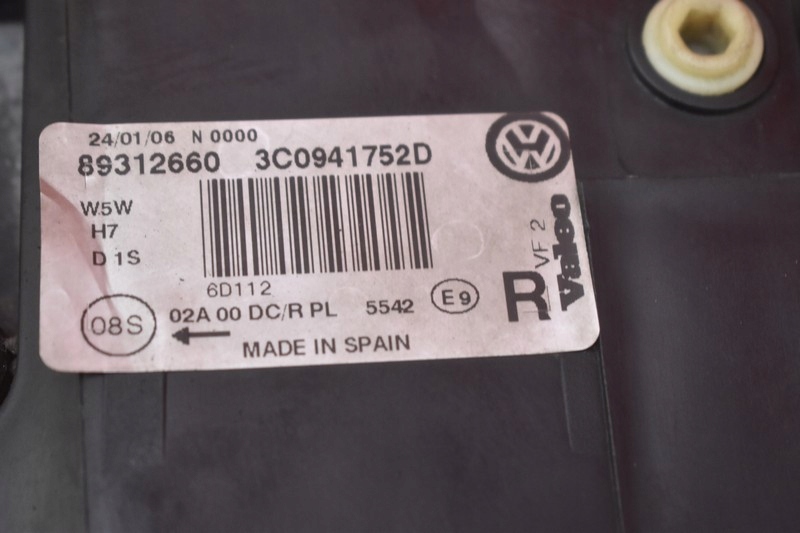 24/01/06 N 0000
89312660 3C0941752D
W5W
H7
D1S
6D112
08S
02A 00 DC/R PL 5542 E9
MADE IN SPAIN
R
VF 2
Valeo